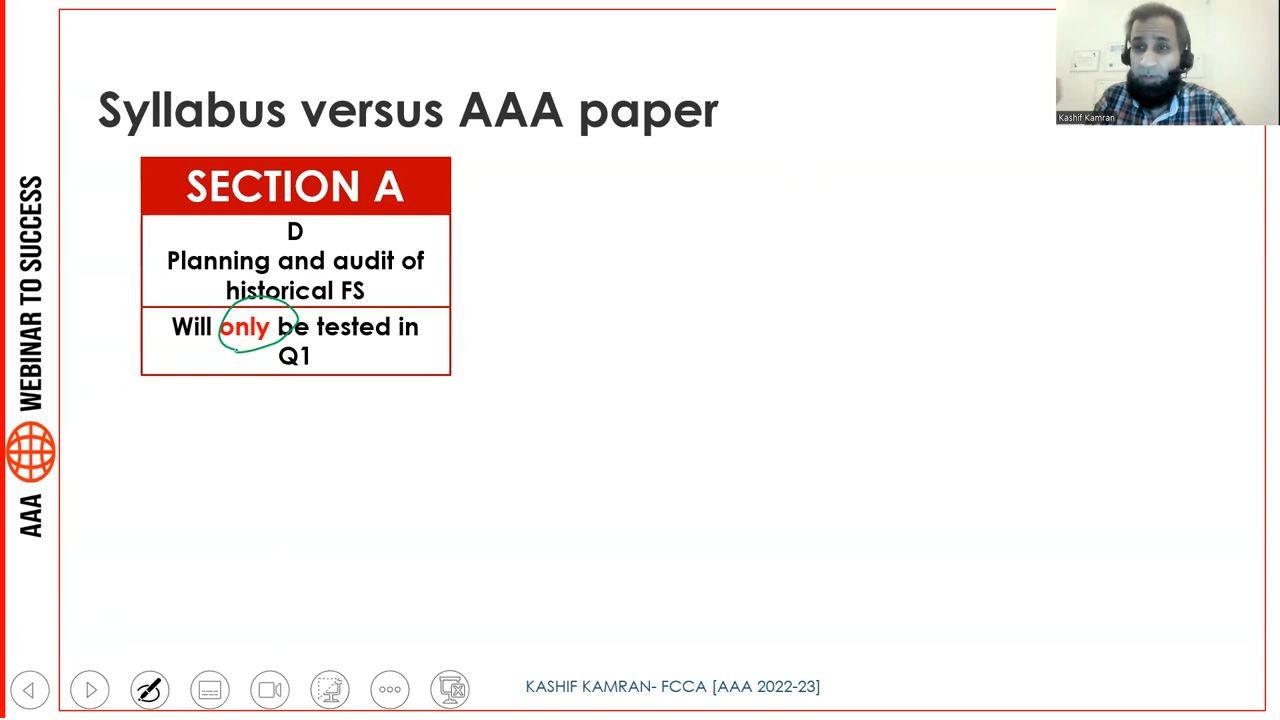 Syllabus versus AAA paper
SECTION A
D
Planning and audit of
historical FS
Will only be tested in
Q1
AAA WEBINAR TO SUCCESS
Kashif Kamran
KASHIF KAMRAN- FCCA [AAA 2022-23]